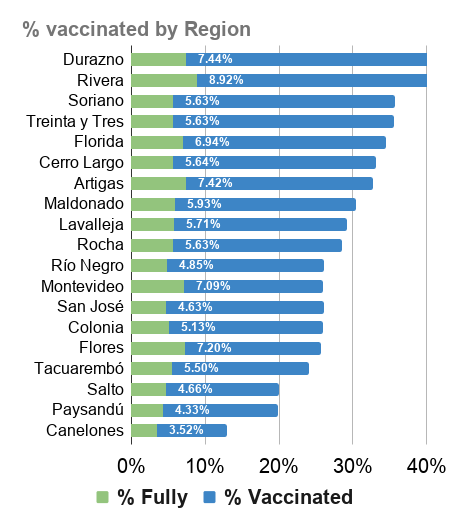 % vaccinated by Region
Durazno 7.44%
Rivera 8.92%
Soriano 5.63%
Treinta y Tres 5.63%
Florida 6.94%
Cerro Largo 5.64%
Artigas 7.42%
Maldonado 5.93%
Lavalleja 5.71%
Rocha 5.63%
Río Negro 4.85%
Montevideo 7.09%
San José 4.63%
Colonia 5.13%
Flores 7.20%
Tacuarembó 5.50%
Salto 4.66%
Paysandú 4.33%
Canelones 3.52%
0% 10% 20% 30% 40%
% Fully % Vaccinated